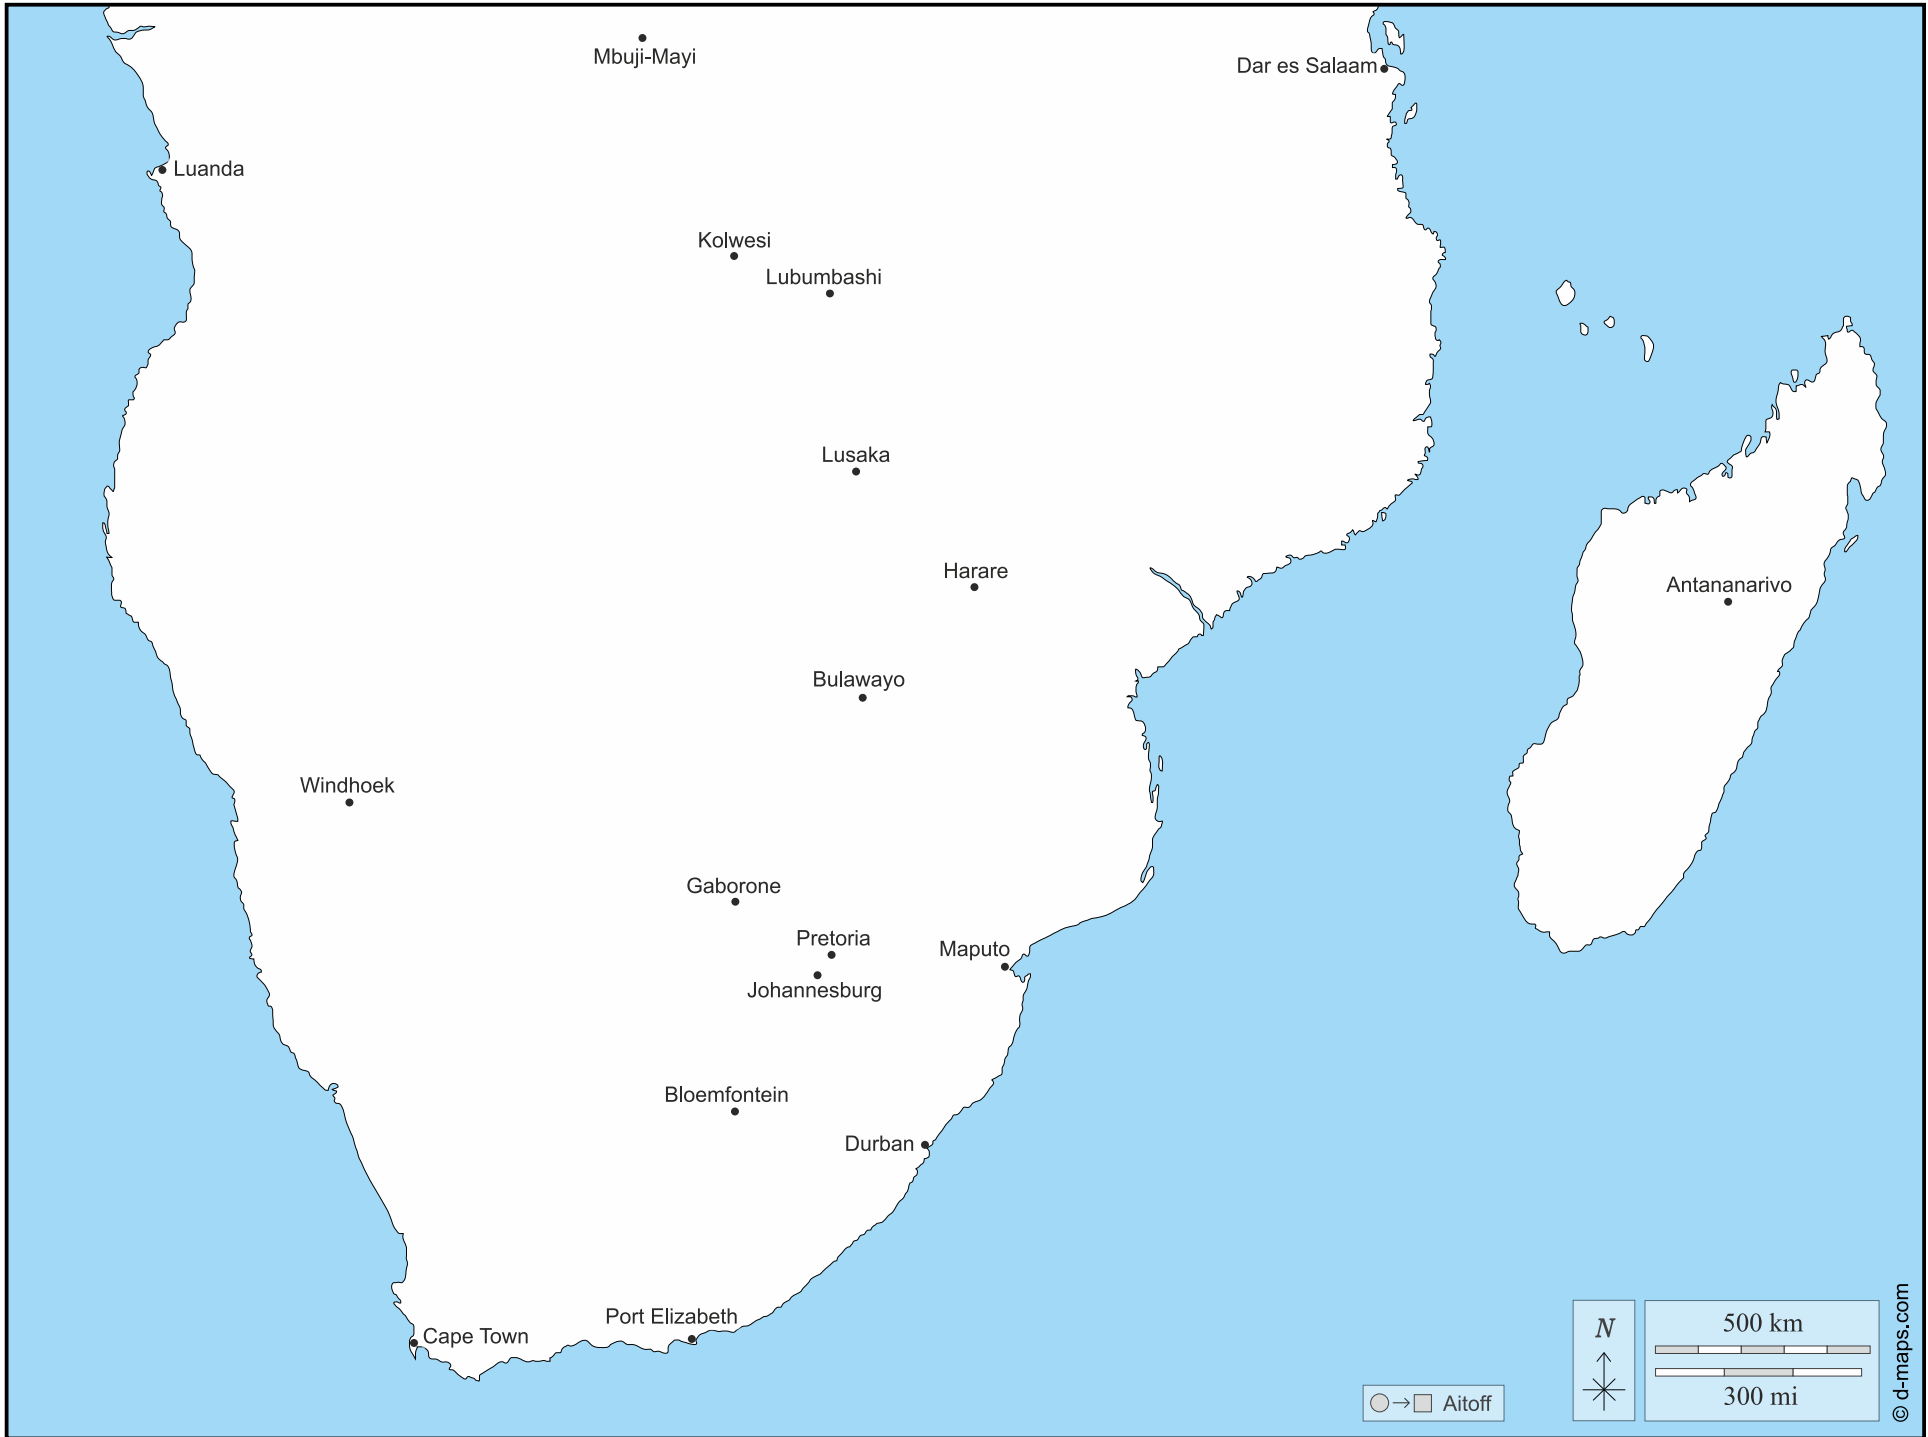 Mbuji-Mayi
Dar es Salaam
Luanda
Kolwesi
Lubumbashi
Lusaka
Harare
Antananarivo
Bulawayo
Windhoek
Gaborone
Pretoria
Maputo
Johannesburg
Bloemfontein
Durban
Port Elizabeth
Cape Town
N
500 km
300 mi
Aitoff
© d-maps.com